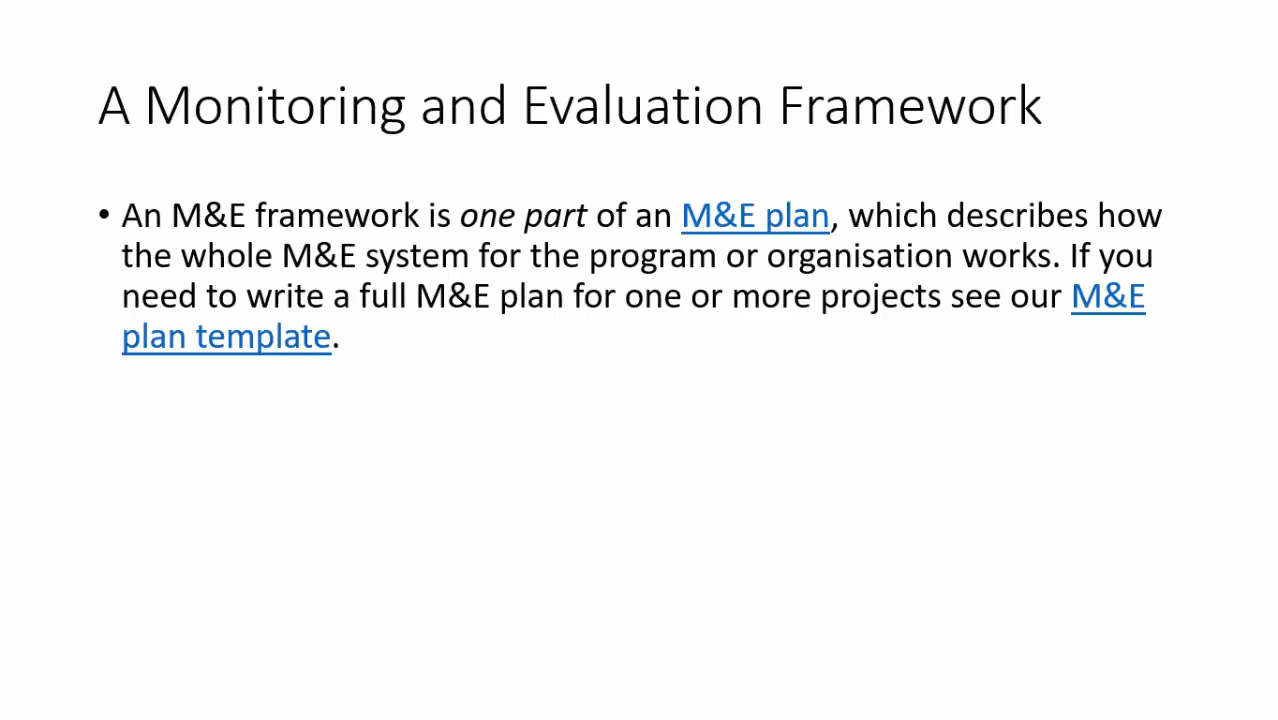 A Monitoring and Evaluation Framework
• An M&E framework is one part of an M&E plan, which describes how
the whole M&E system for the program or organisation works. If you
need to write a full M&E plan for one or more projects see our M&E
plan template.